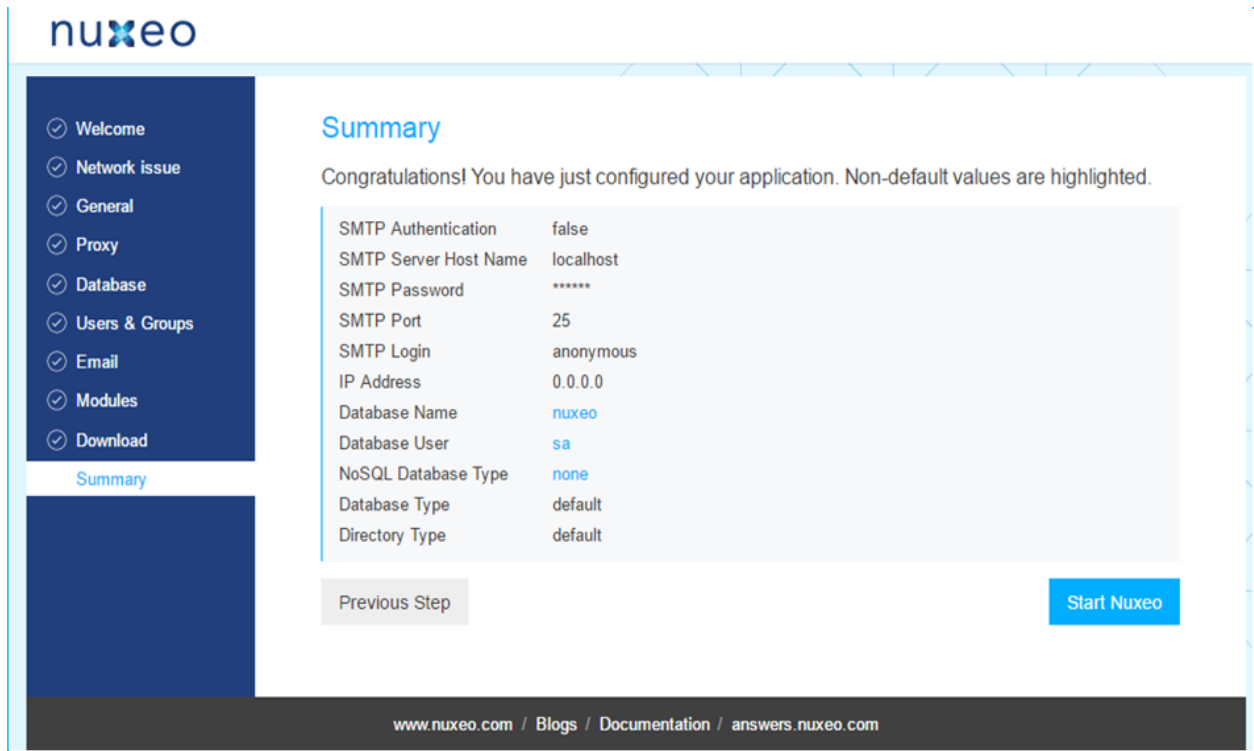 nuxeo
Welcome
Network issue
General
Proxy
Database
Users & Groups
Email
Modules
Download
Summary
Summary
Congratulations! You have just configured your application. Non-default values are highlighted.
SMTP Authentication false
SMTP Server Host Name localhost
SMTP Password ******
SMTP Port 25
SMTP Login anonymous
IP Address 0.0.0.0
Database Name nuxeo
Database User sa
NoSQL Database Type none
Database Type default
Directory Type default
Previous Step Start Nuxeo
www.nuxeo.com / Blogs / Documentation / answers.nuxeo.com